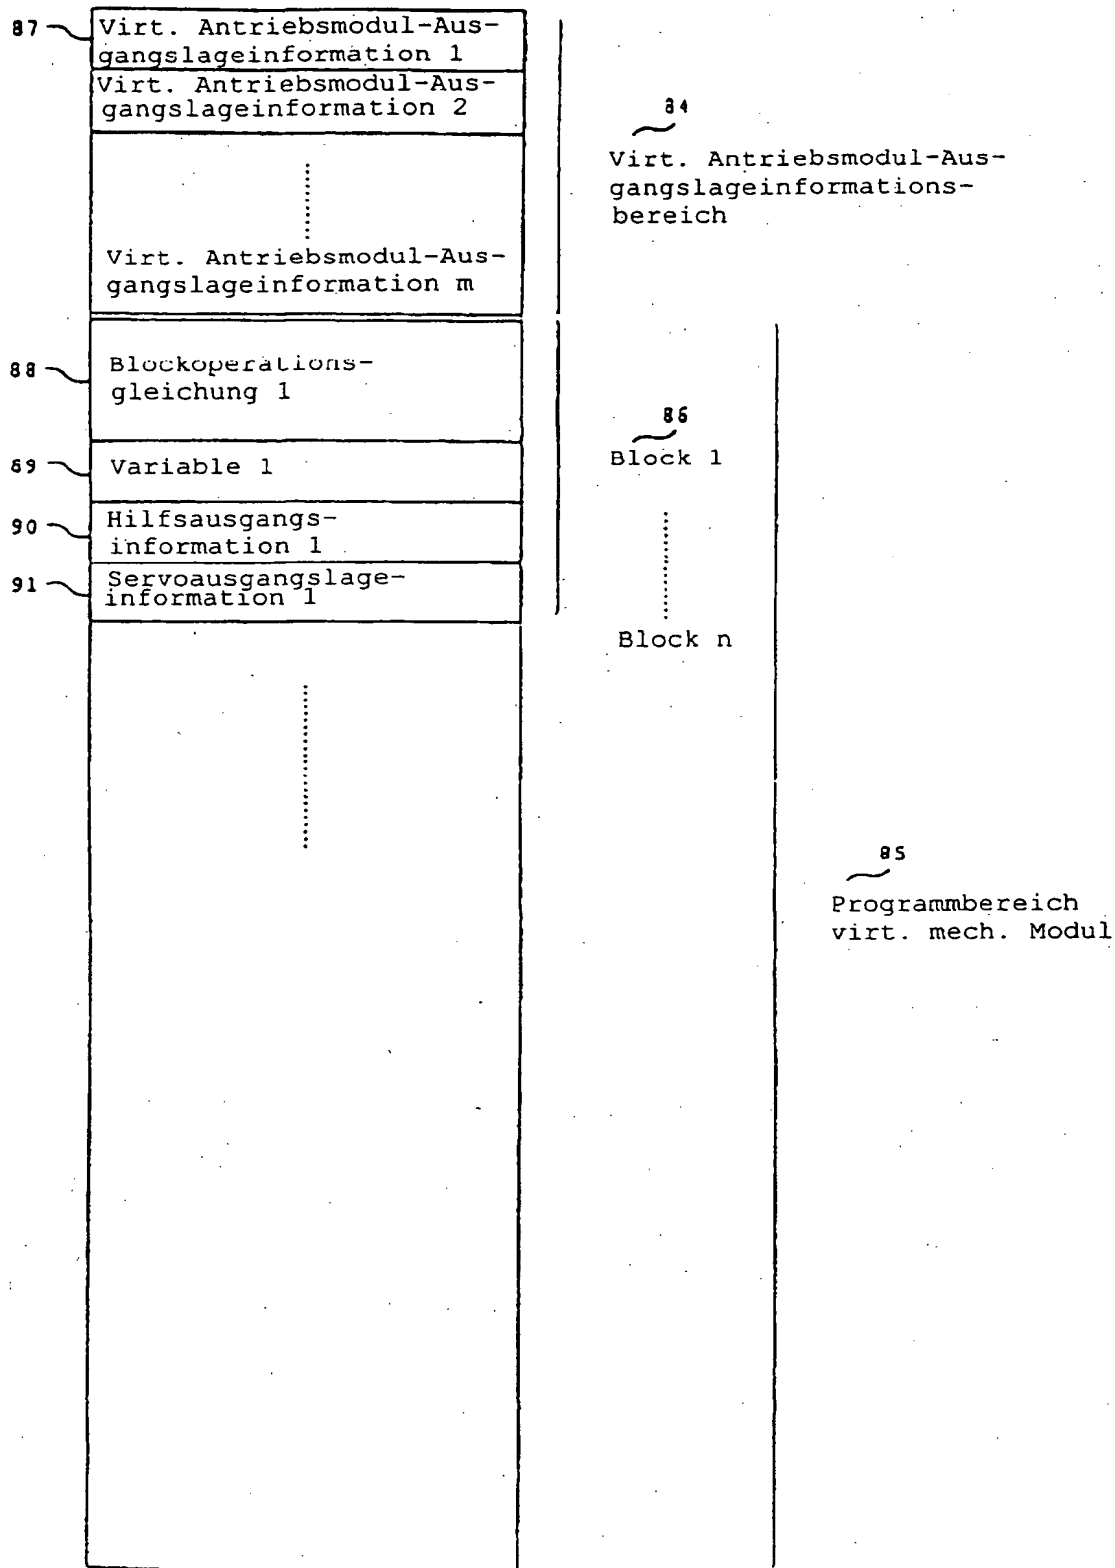 87
Virt. Antriebsmodul-Aus-
gangslageinformation 1
Virt. Antriebsmodul-Aus-
gangslageinformation 2
84
Virt. Antriebsmodul-Aus-
gangslageinformations-
bereich
Virt. Antriebsmodul-Aus-
gangslageinformation m
88
Blockoperations-
gleichung 1
86
Block 1
89
Variable 1
90
Hilfsausgangs-
information 1
91
Servoausgangslage-
information 1
Block n
85
Programmbereich
virt. mech. Modul